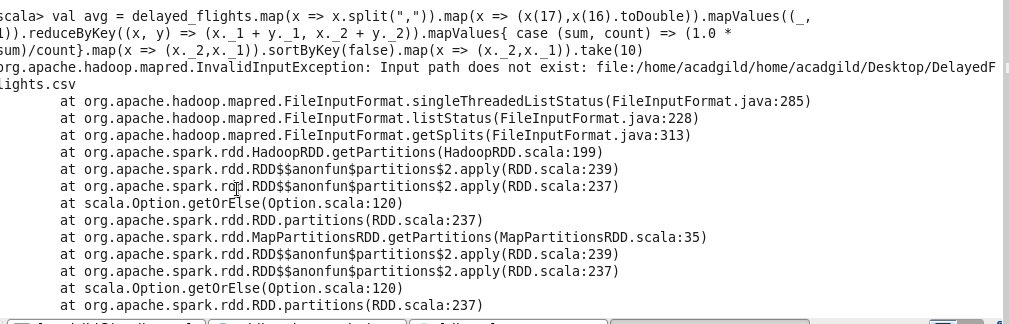 scala> val avg = delayed_flights.map(x => x.split(",")).map(x => (x(17),x(16).toDouble)).mapValues((_,
1)).reduceByKey((x, y) => (x._1 + y._1, x._2 + y._2)).mapValues{ case (sum, count) => (1.0 *
sum)/count}.map(x => (x._2,x._1)).sortByKey(false).map(x => (x._2,x._1)).take(10)
org.apache.hadoop.mapred.InvalidInputException: Input path does not exist: file:/home/acadgild/home/acadgild/Desktop/DelayedF
lights.csv
at org.apache.hadoop.mapred.FileInputFormat.singleThreadedListStatus(FileInputFormat.java:285)
at org.apache.hadoop.mapred.FileInputFormat.listStatus(FileInputFormat.java:228)
at org.apache.hadoop.mapred.FileInputFormat.getSplits(FileInputFormat.java:313)
at org.apache.spark.rdd.HadoopRDD.getPartitions(HadoopRDD.scala:199)
at org.apache.spark.rdd.RDD$$anonfun$partitions$2.apply(RDD.scala:239)
at org.apache.spark.rdd.RDD$$anonfun$partitions$2.apply(RDD.scala:237)
at scala.Option.getOrElse(Option.scala:120)
at org.apache.spark.rdd.RDD.partitions(RDD.scala:237)
at org.apache.spark.rdd.MapPartitionsRDD.getPartitions(MapPartitionsRDD.scala:35)
at org.apache.spark.rdd.RDD$$anonfun$partitions$2.apply(RDD.scala:239)
at org.apache.spark.rdd.RDD$$anonfun$partitions$2.apply(RDD.scala:237)
at scala.Option.getOrElse(Option.scala:120)
at org.apache.spark.rdd.RDD.partitions(RDD.scala:237)